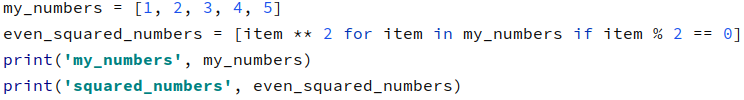 my_numbers = [1, 2, 3, 4, 5]
even_squared_numbers = [item ** 2 for item in my_numbers if item % 2 == 0]
print('my_numbers', my_numbers)
print('squared_numbers', even_squared_numbers)